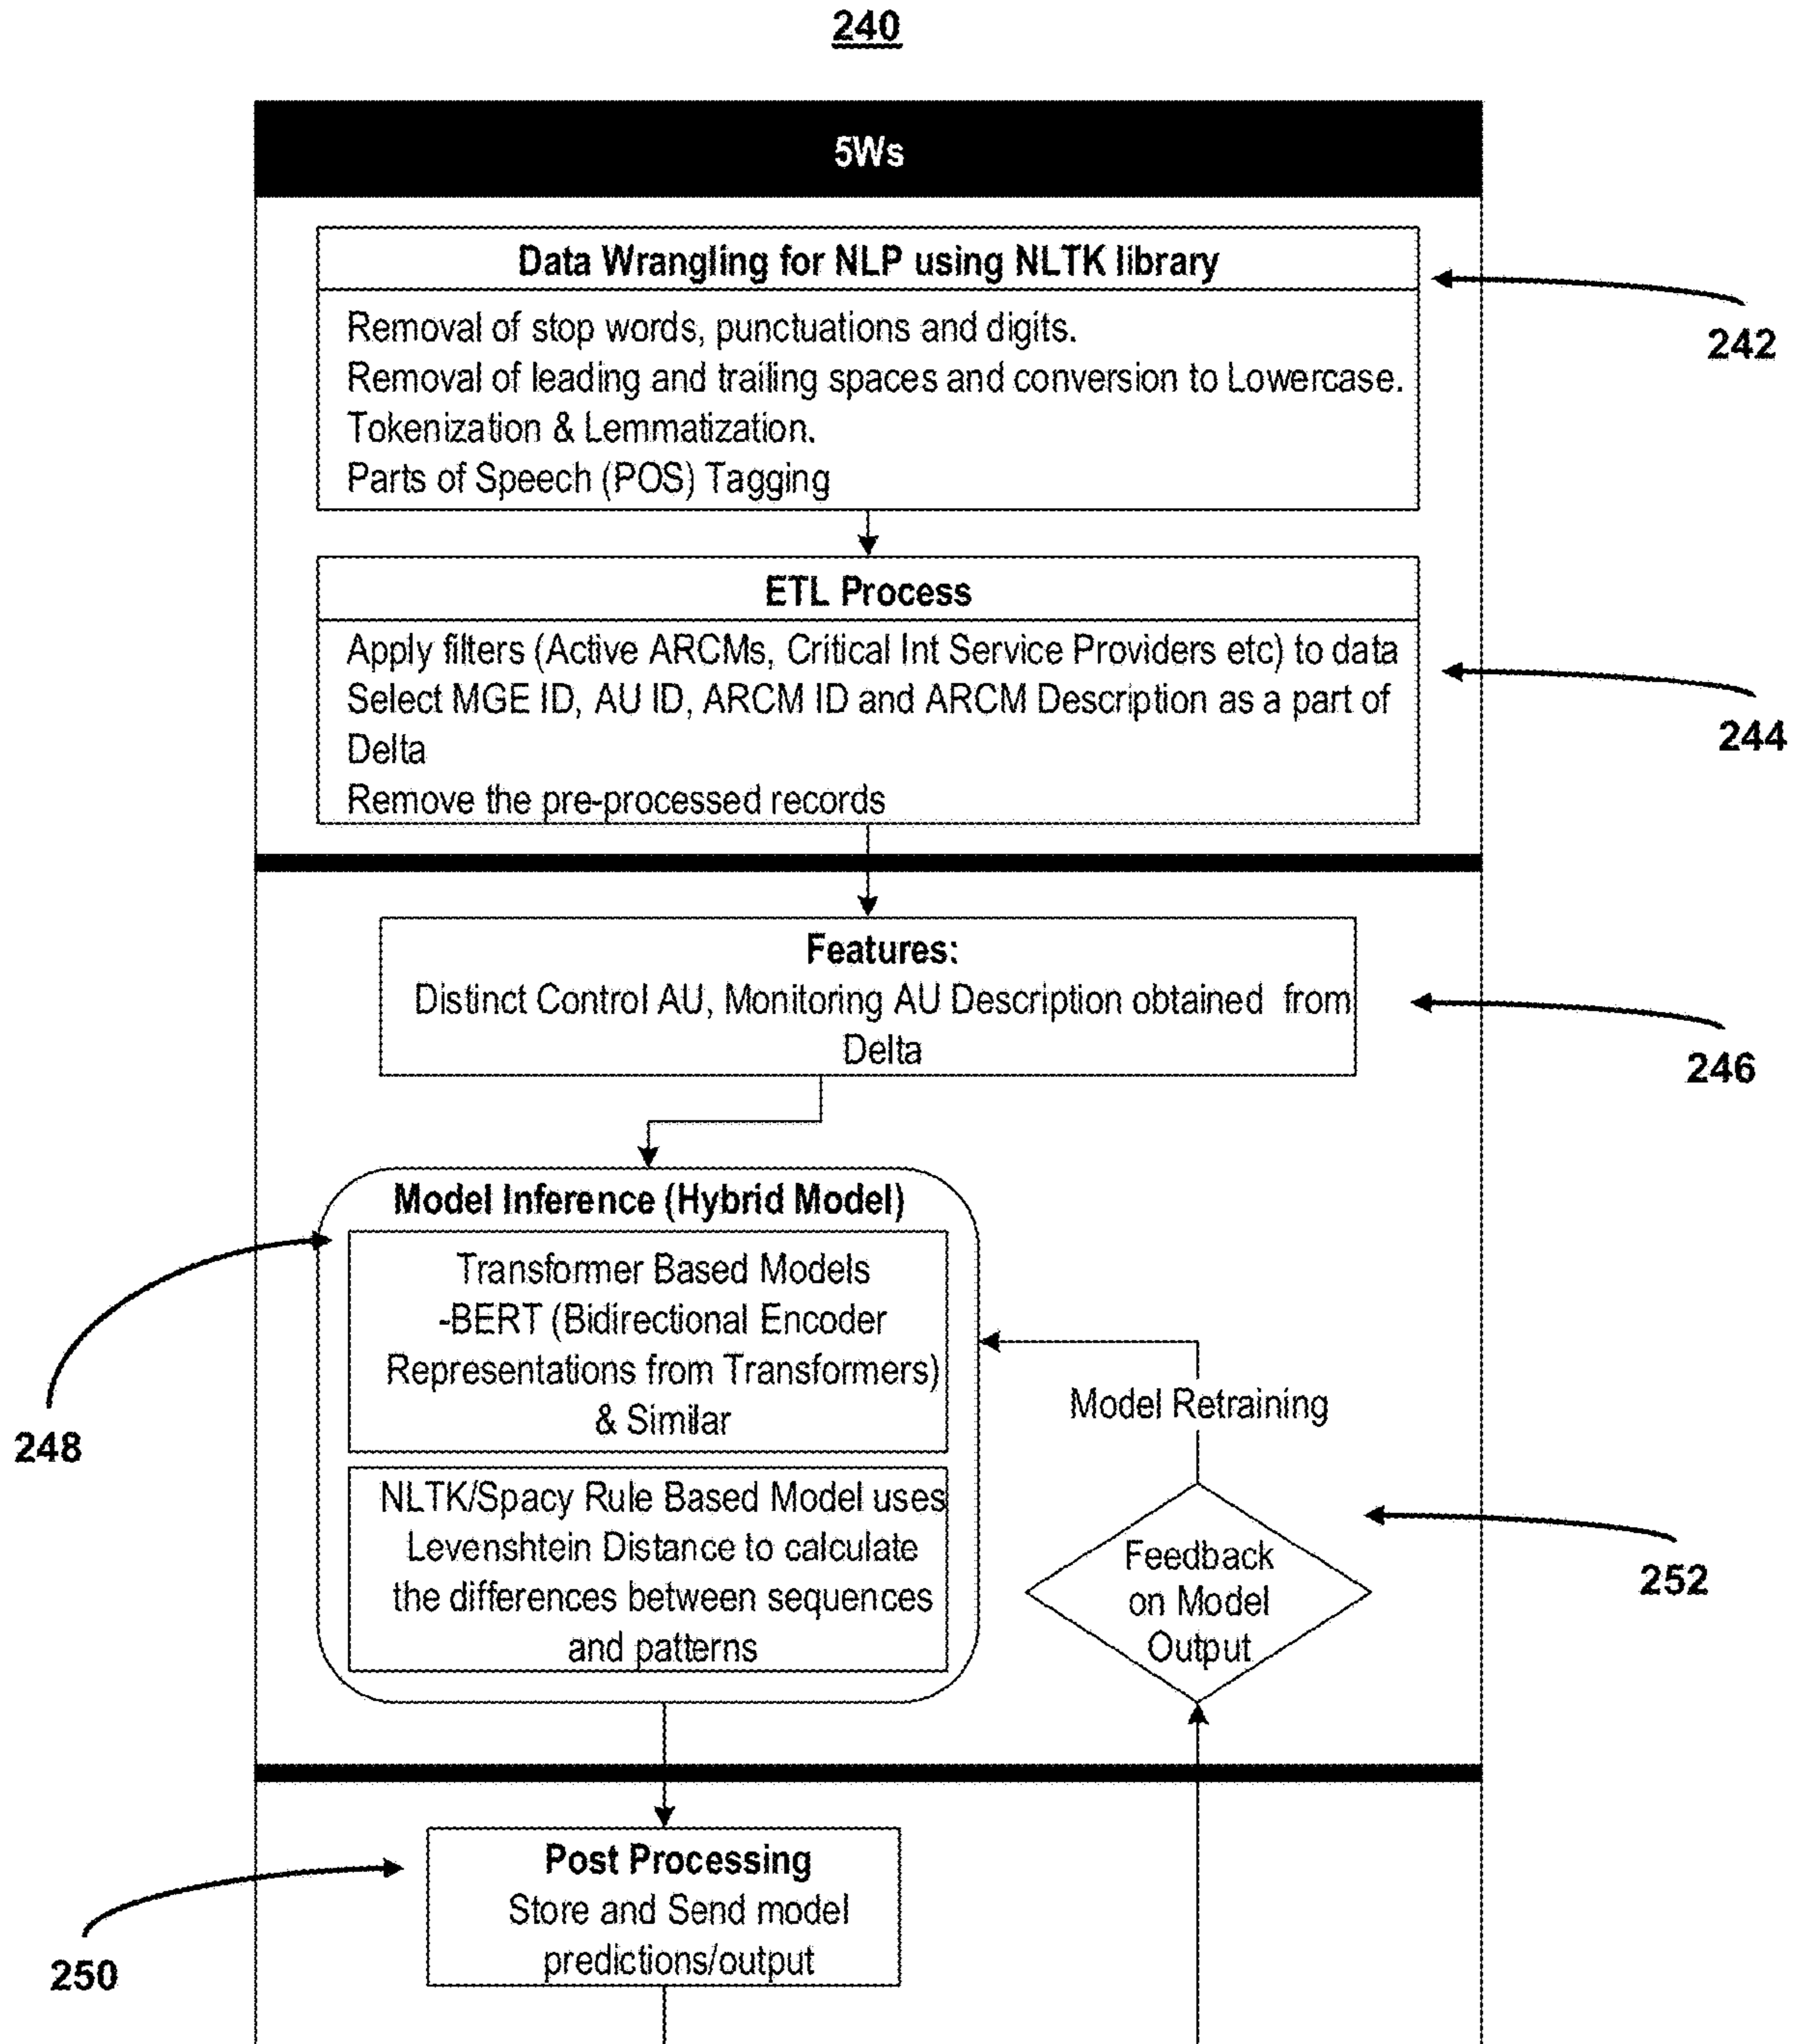 240
5Ws
Data Wrangling for NLP using NLTK library
Removal of stop words, punctuations and digits.
Removal of leading and trailing spaces and conversion to Lowercase.
Tokenization & Lemmatization.
Parts of Speech (POS) Tagging
242
ETL Process
Apply filters (Active ARCMs, Critical Int Service Providers etc) to data
Select MGE ID, AU ID, ARCM ID and ARCM Description as a part of
Delta
Remove the pre-processed records
244
Features:
Distinct Control AU, Monitoring AU Description obtained from
Delta
246
Model Inference (Hybrid Model)
Transformer Based Models
-BERT (Bidirectional Encoder
Representations from Transformers)
& Similar
248
NLTK/Spacy Rule Based Model uses
Levenshtein Distance to calculate
the differences between sequences
and patterns
Model Retraining
Feedback
on Model
Output
252
Post Processing
Store and Send model
predictions/output
250